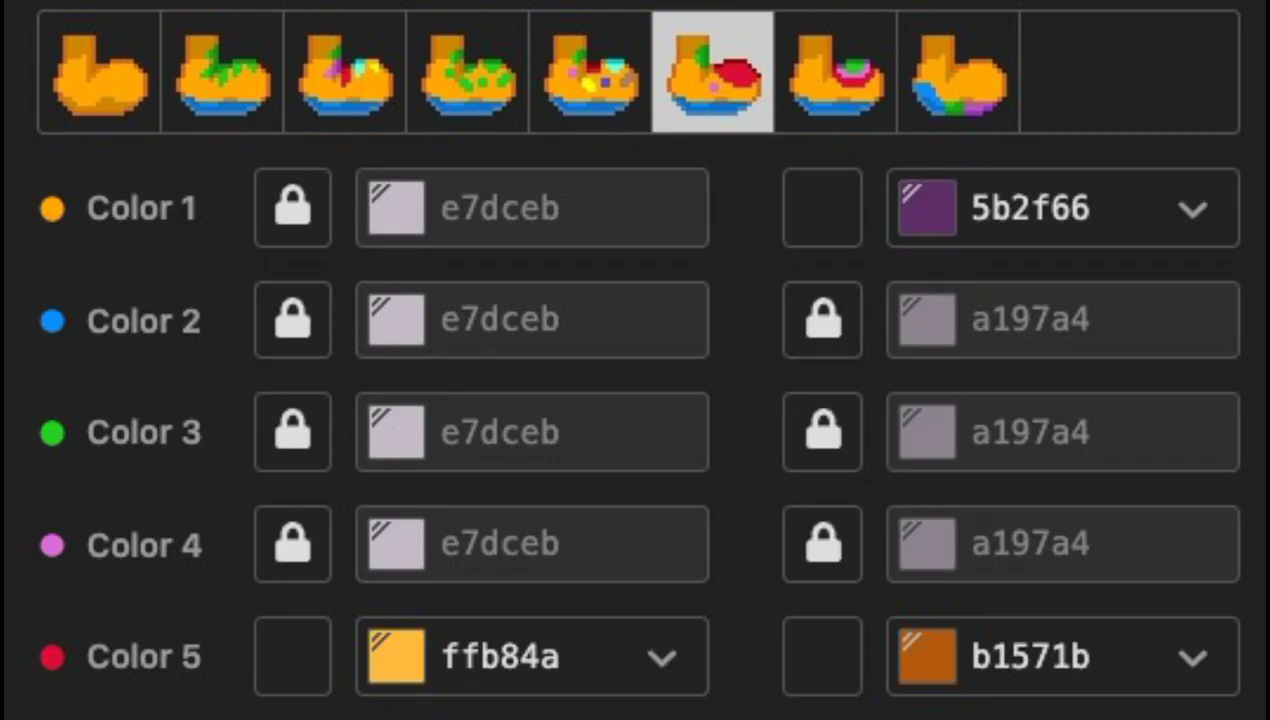 Color 1 e7dceb 5b2f66
Color 2 e7dceb a197a4
Color 3 e7dceb a197a4
Color 4 e7dceb a197a4
Color 5 ffb84a b1571b